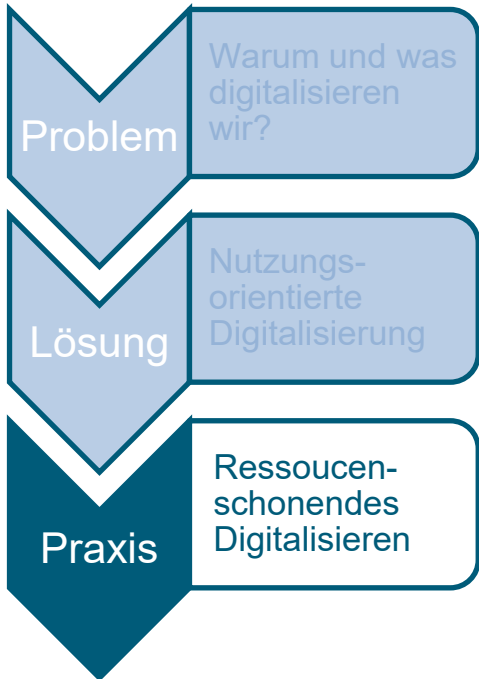 Problem
Warum und was
digitalisieren
wir?
Lösung
Nutzungs-
orientierte
Digitalisierung
Praxis
Ressoucen-
schonendes
Digitalisieren